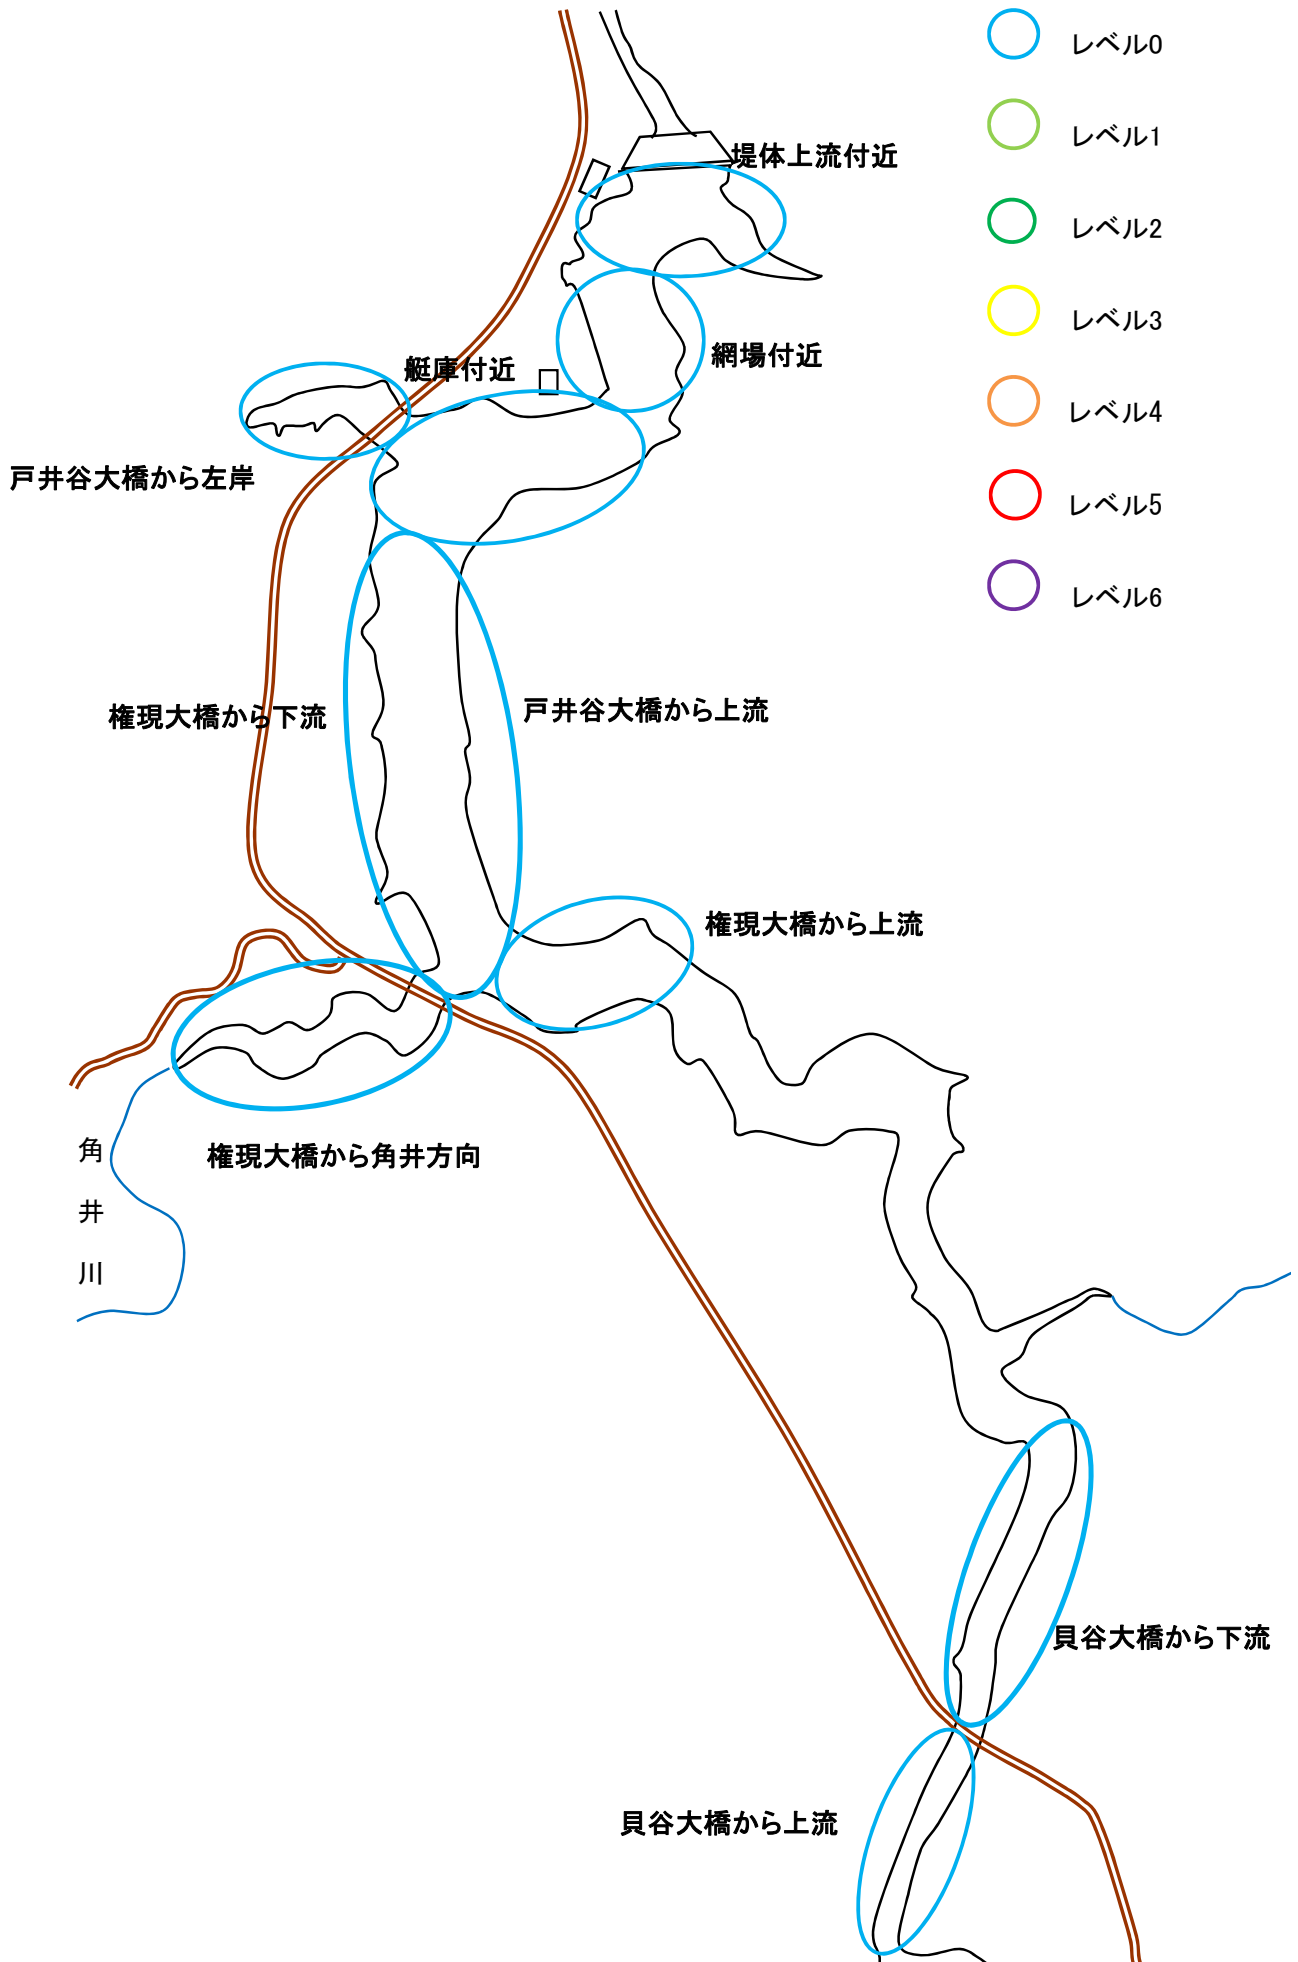 レベル0
レベル1
堤体上流付近
レベル2
レベル3
網場付近
艇庫付近
レベル4
戸井谷大橋から左岸
レベル5
レベル6
権現大橋から下流
戸井谷大橋から上流
権現大橋から上流
権現大橋から角井方向
角
井
川
貝谷大橋から下流
貝谷大橋から上流